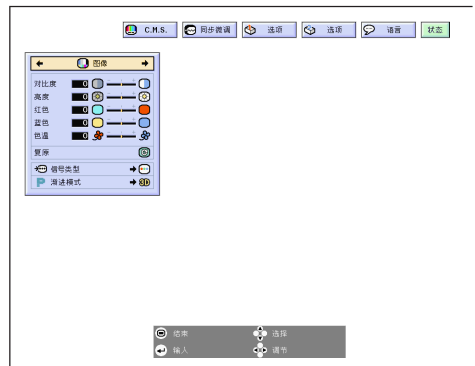 C.M.S. 同步微调 选项 选项 语言 状态
图像
对比度 0
亮度 0
红色 0
蓝色 0
色温 0
复原
信号类型
P 渐进模式 3D
结束 选择
输入 调节